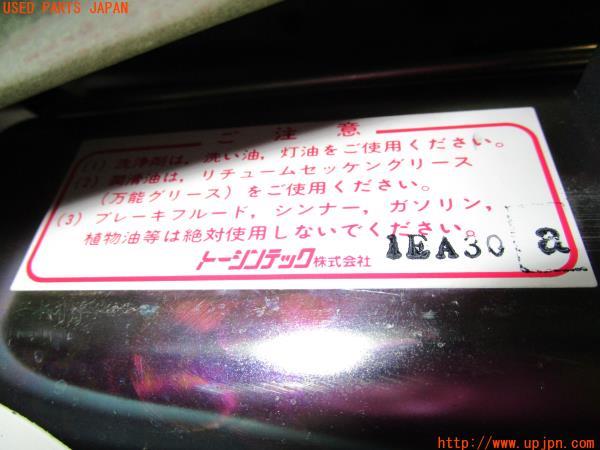 USED PARTS JAPAN
ご注意
(1) 洗浄剤は，洗い油，灯油をご使用ください。
(2) 潤滑油は，リチュームセッケングリース
(万能グリース)をご使用ください。
(3) ブレーキフルード，シンナー，ガソリン，
植物油等は絶対使用しないでください。
トーシンテック株式会社
1EA30 a
http://www.upjpn.com